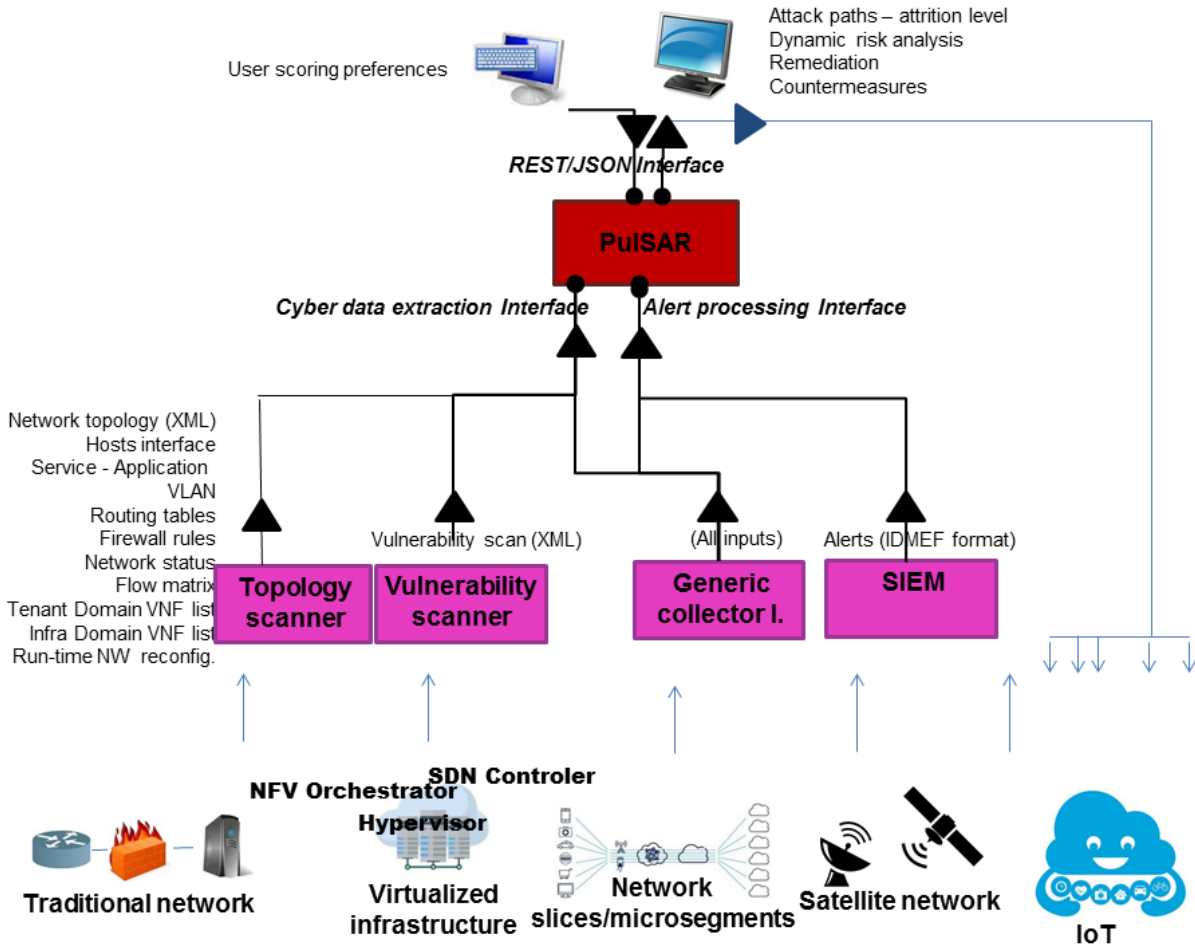 Attack paths – attrition level
Dynamic risk analysis
Remediation
Countermeasures
User scoring preferences
REST/JSON Interface
PulSAR
Cyber data extraction Interface
Alert processing Interface
Network topology (XML)
Hosts interface
Service - Application
VLAN
Routing tables
Firewall rules
Network status
Flow matrix
Tenant Domain VNF list
Infra Domain VNF list
Run-time NW reconfig.
Vulnerability scan (XML)
(All inputs)
Alerts (IDMEF format)
Topology
scanner
Vulnerability
scanner
Generic
collector I.
SIEM
SDN Controler
NFV Orchestrator
Hypervisor
Traditional network
Virtualized
infrastructure
Network
slices/microsegments
Satellite network
IoT